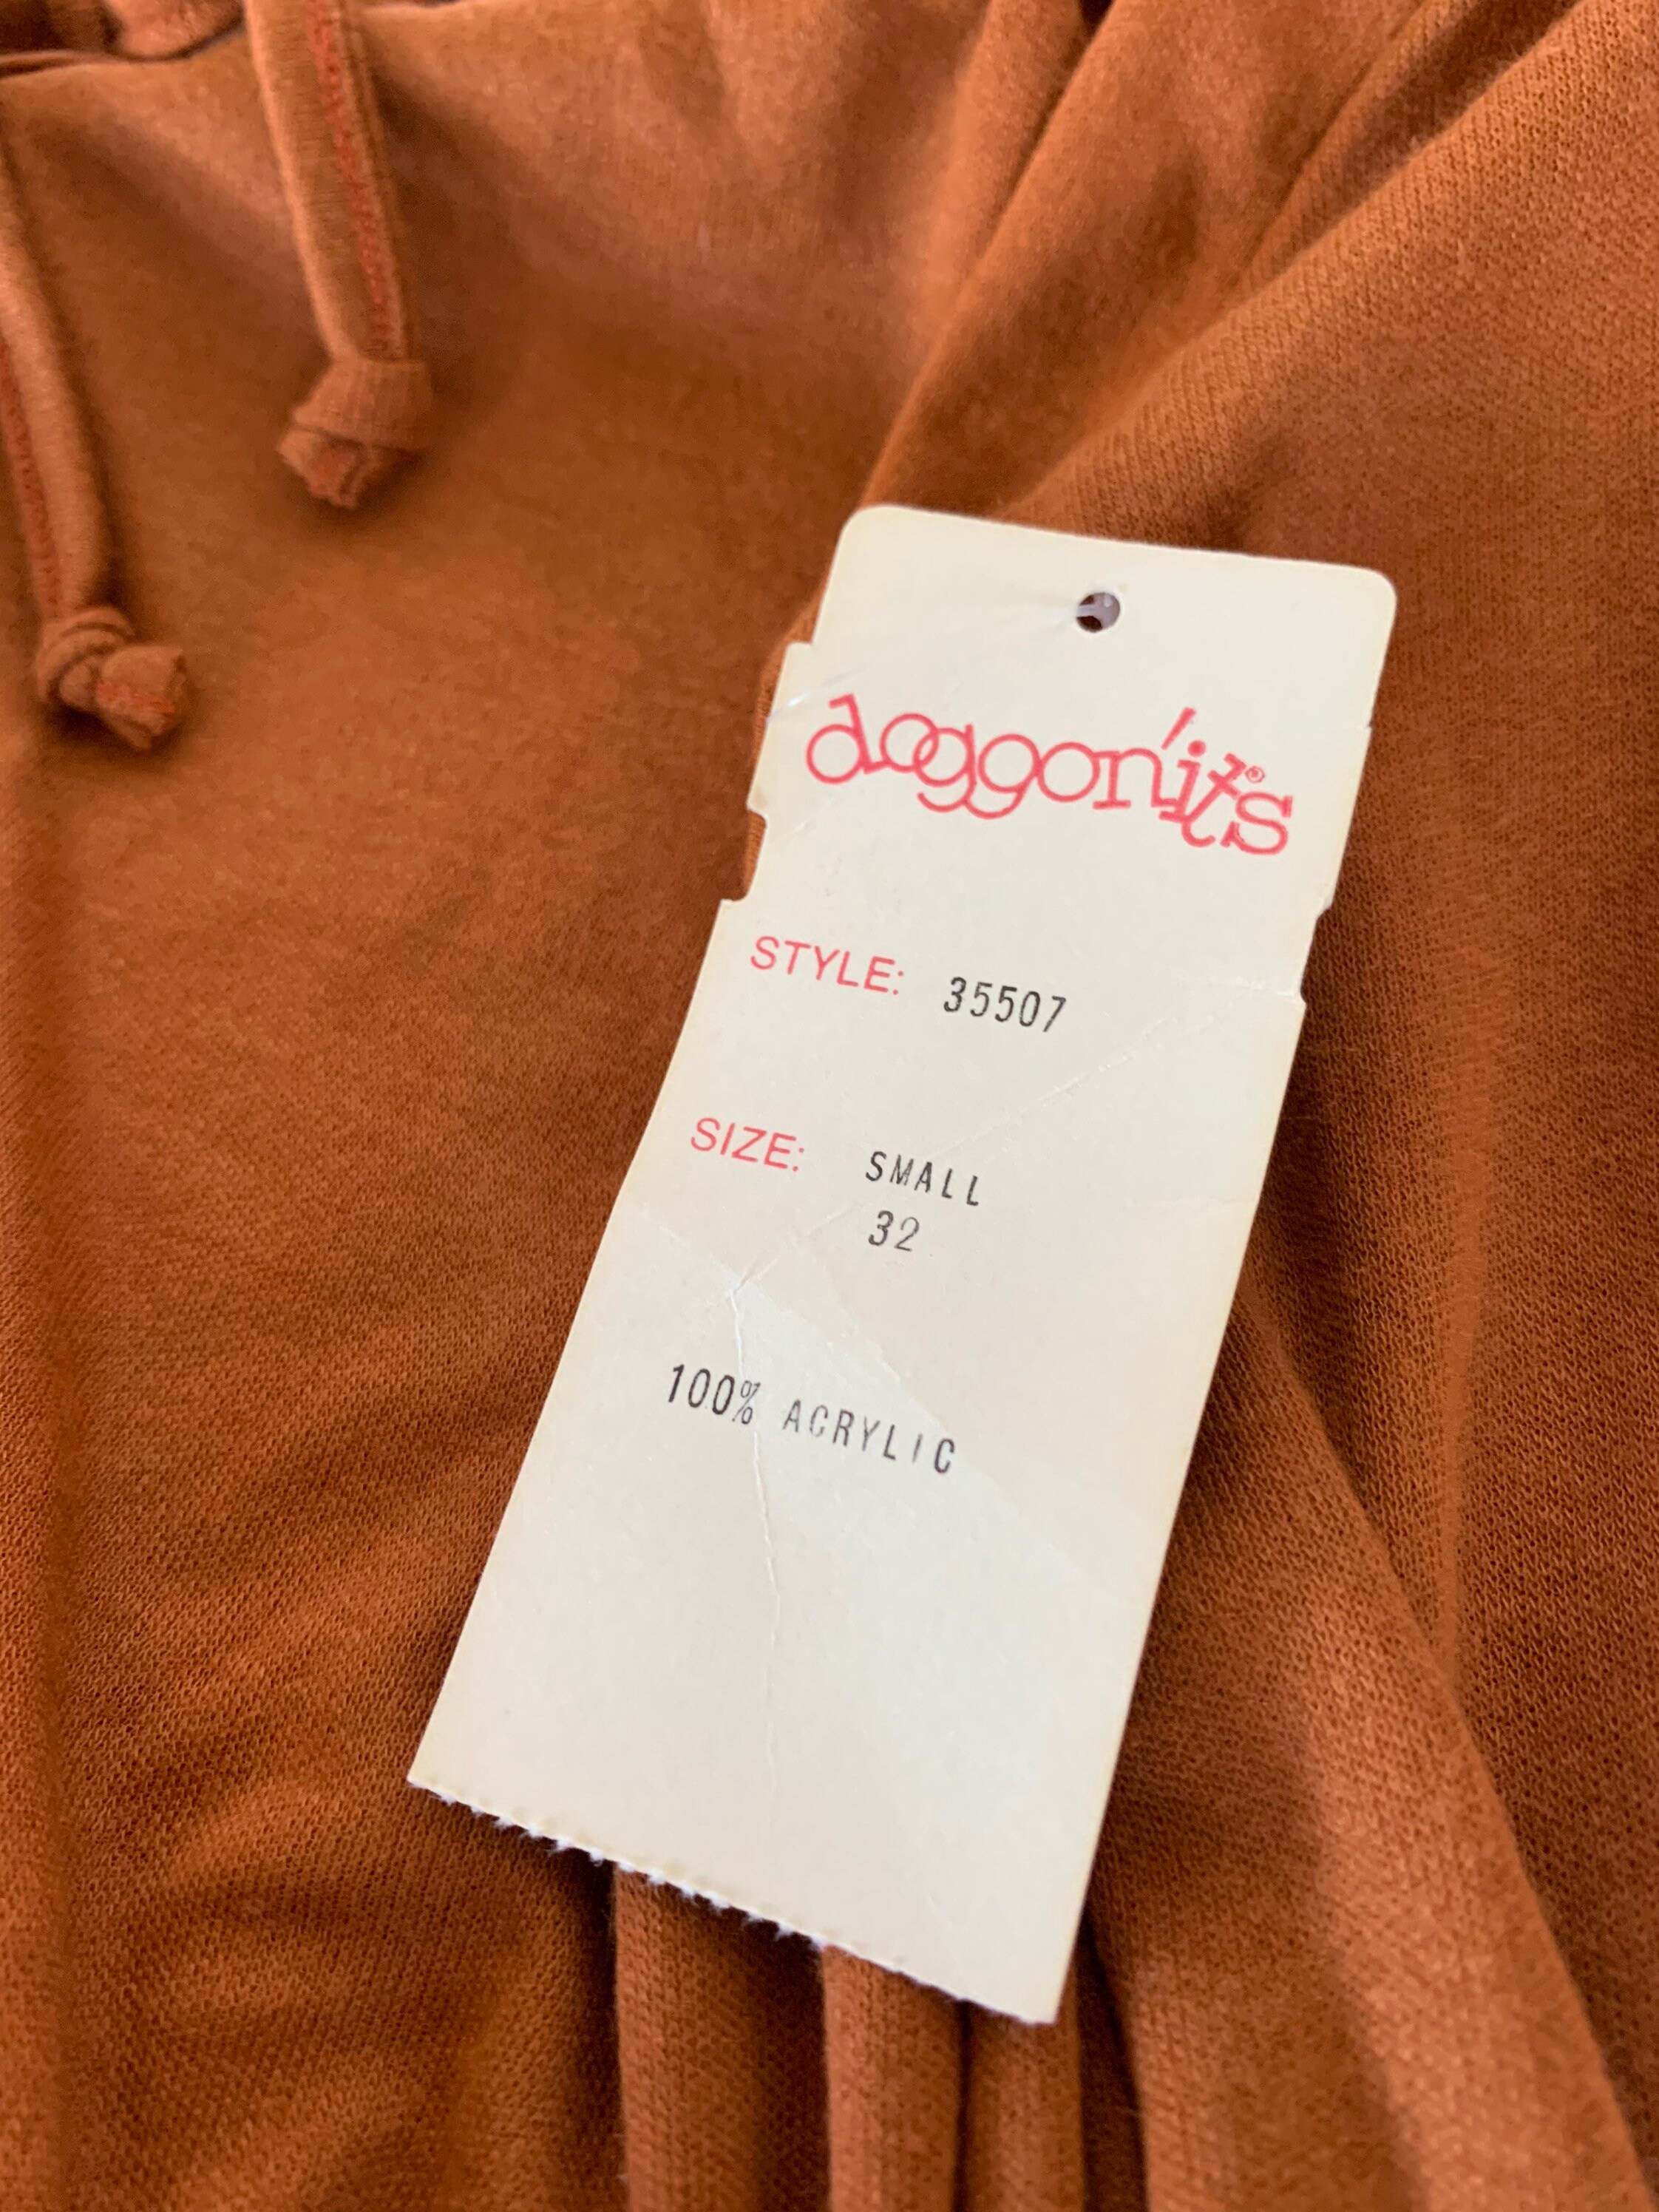 doggon'its®
STYLE: 35507
SIZE: SMALL
32
100% ACRYLIC